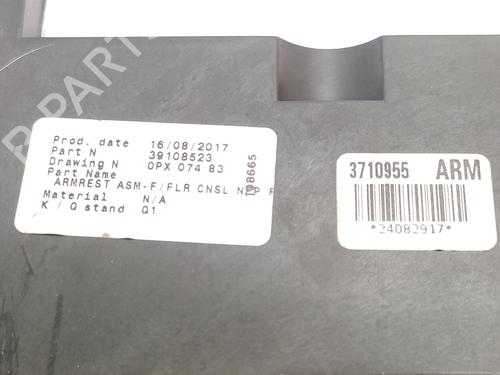 Prod. date 16/08/2017
Part N 39108523
Drawing N 0PX 074 83
Part Name
ARMREST ASM-F/FLR CNSL
Material N/A
K / Q stand Q1
198665
3710955 ARM
*24082917*
B PARTS